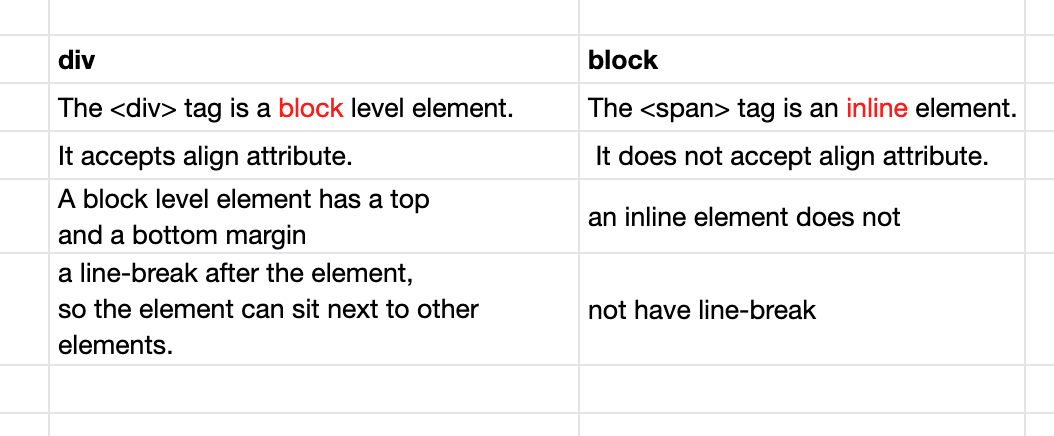 div
block
The <div> tag is a block level element.
The <span> tag is an inline element.
It accepts align attribute.
It does not accept align attribute.
A block level element has a top
and a bottom margin
an inline element does not
a line-break after the element,
so the element can sit next to other
elements.
not have line-break